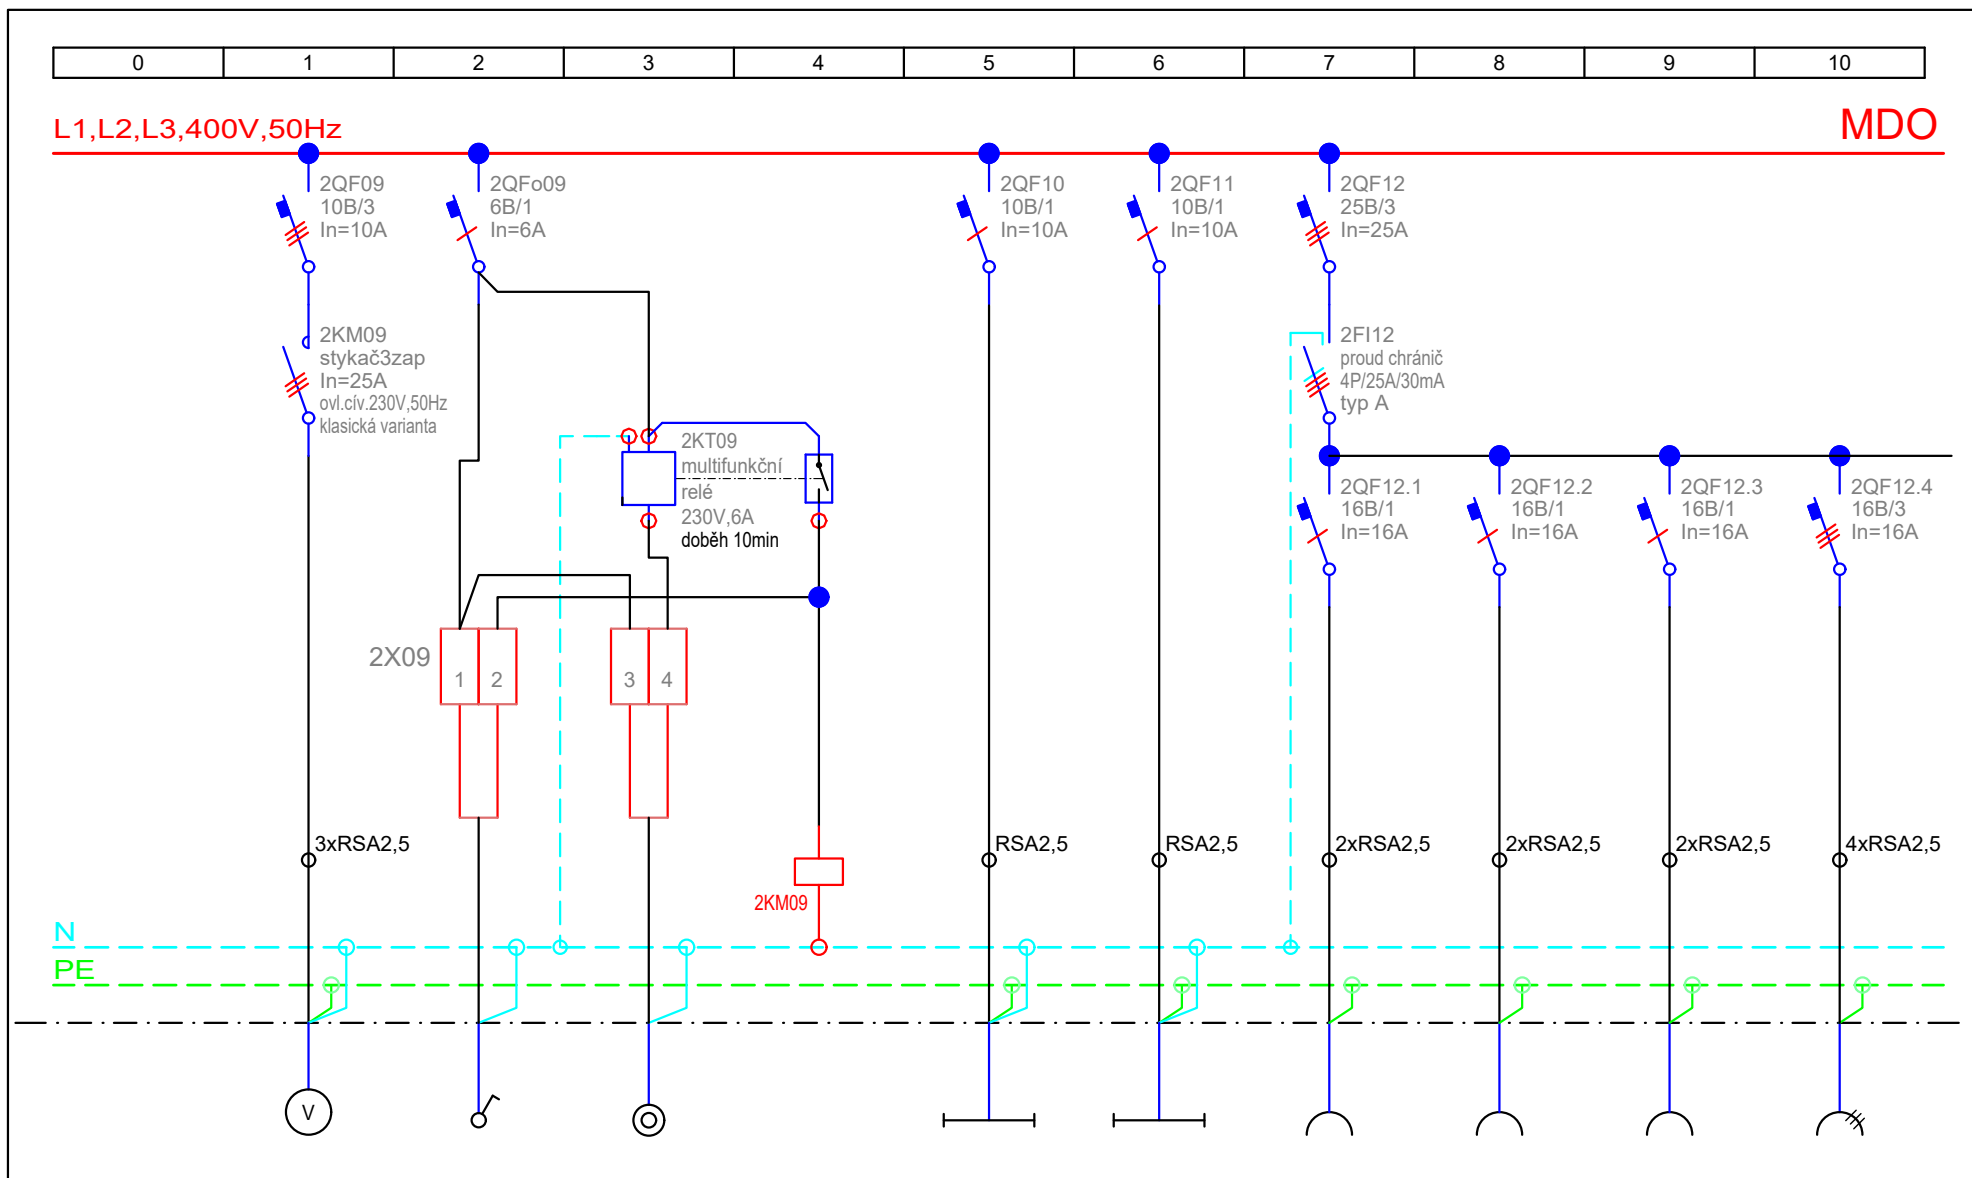 0 1 2 3 4 5 6 7 8 9 10
L1,L2,L3,400V,50Hz
MDO
2QF09
10B/3
In=10A
2QFo09
6B/1
In=6A
2QF10
10B/1
In=10A
2QF11
10B/1
In=10A
2QF12
25B/3
In=25A
2KM09
stykač3zap
In=25A
ovl.cív.230V,50Hz
klasická varianta
2FI12
proud chránič
4P/25A/30mA
typ A
2KT09
multifunkční
relé
230V,6A
doběh 10min
2QF12.1
16B/1
In=16A
2QF12.2
16B/1
In=16A
2QF12.3
16B/1
In=16A
2QF12.4
16B/3
In=16A
2X09
1 2 3 4
3xRSA2,5
RSA2,5
RSA2,5
2xRSA2,5
2xRSA2,5
2xRSA2,5
4xRSA2,5
2KM09
N
PE
V